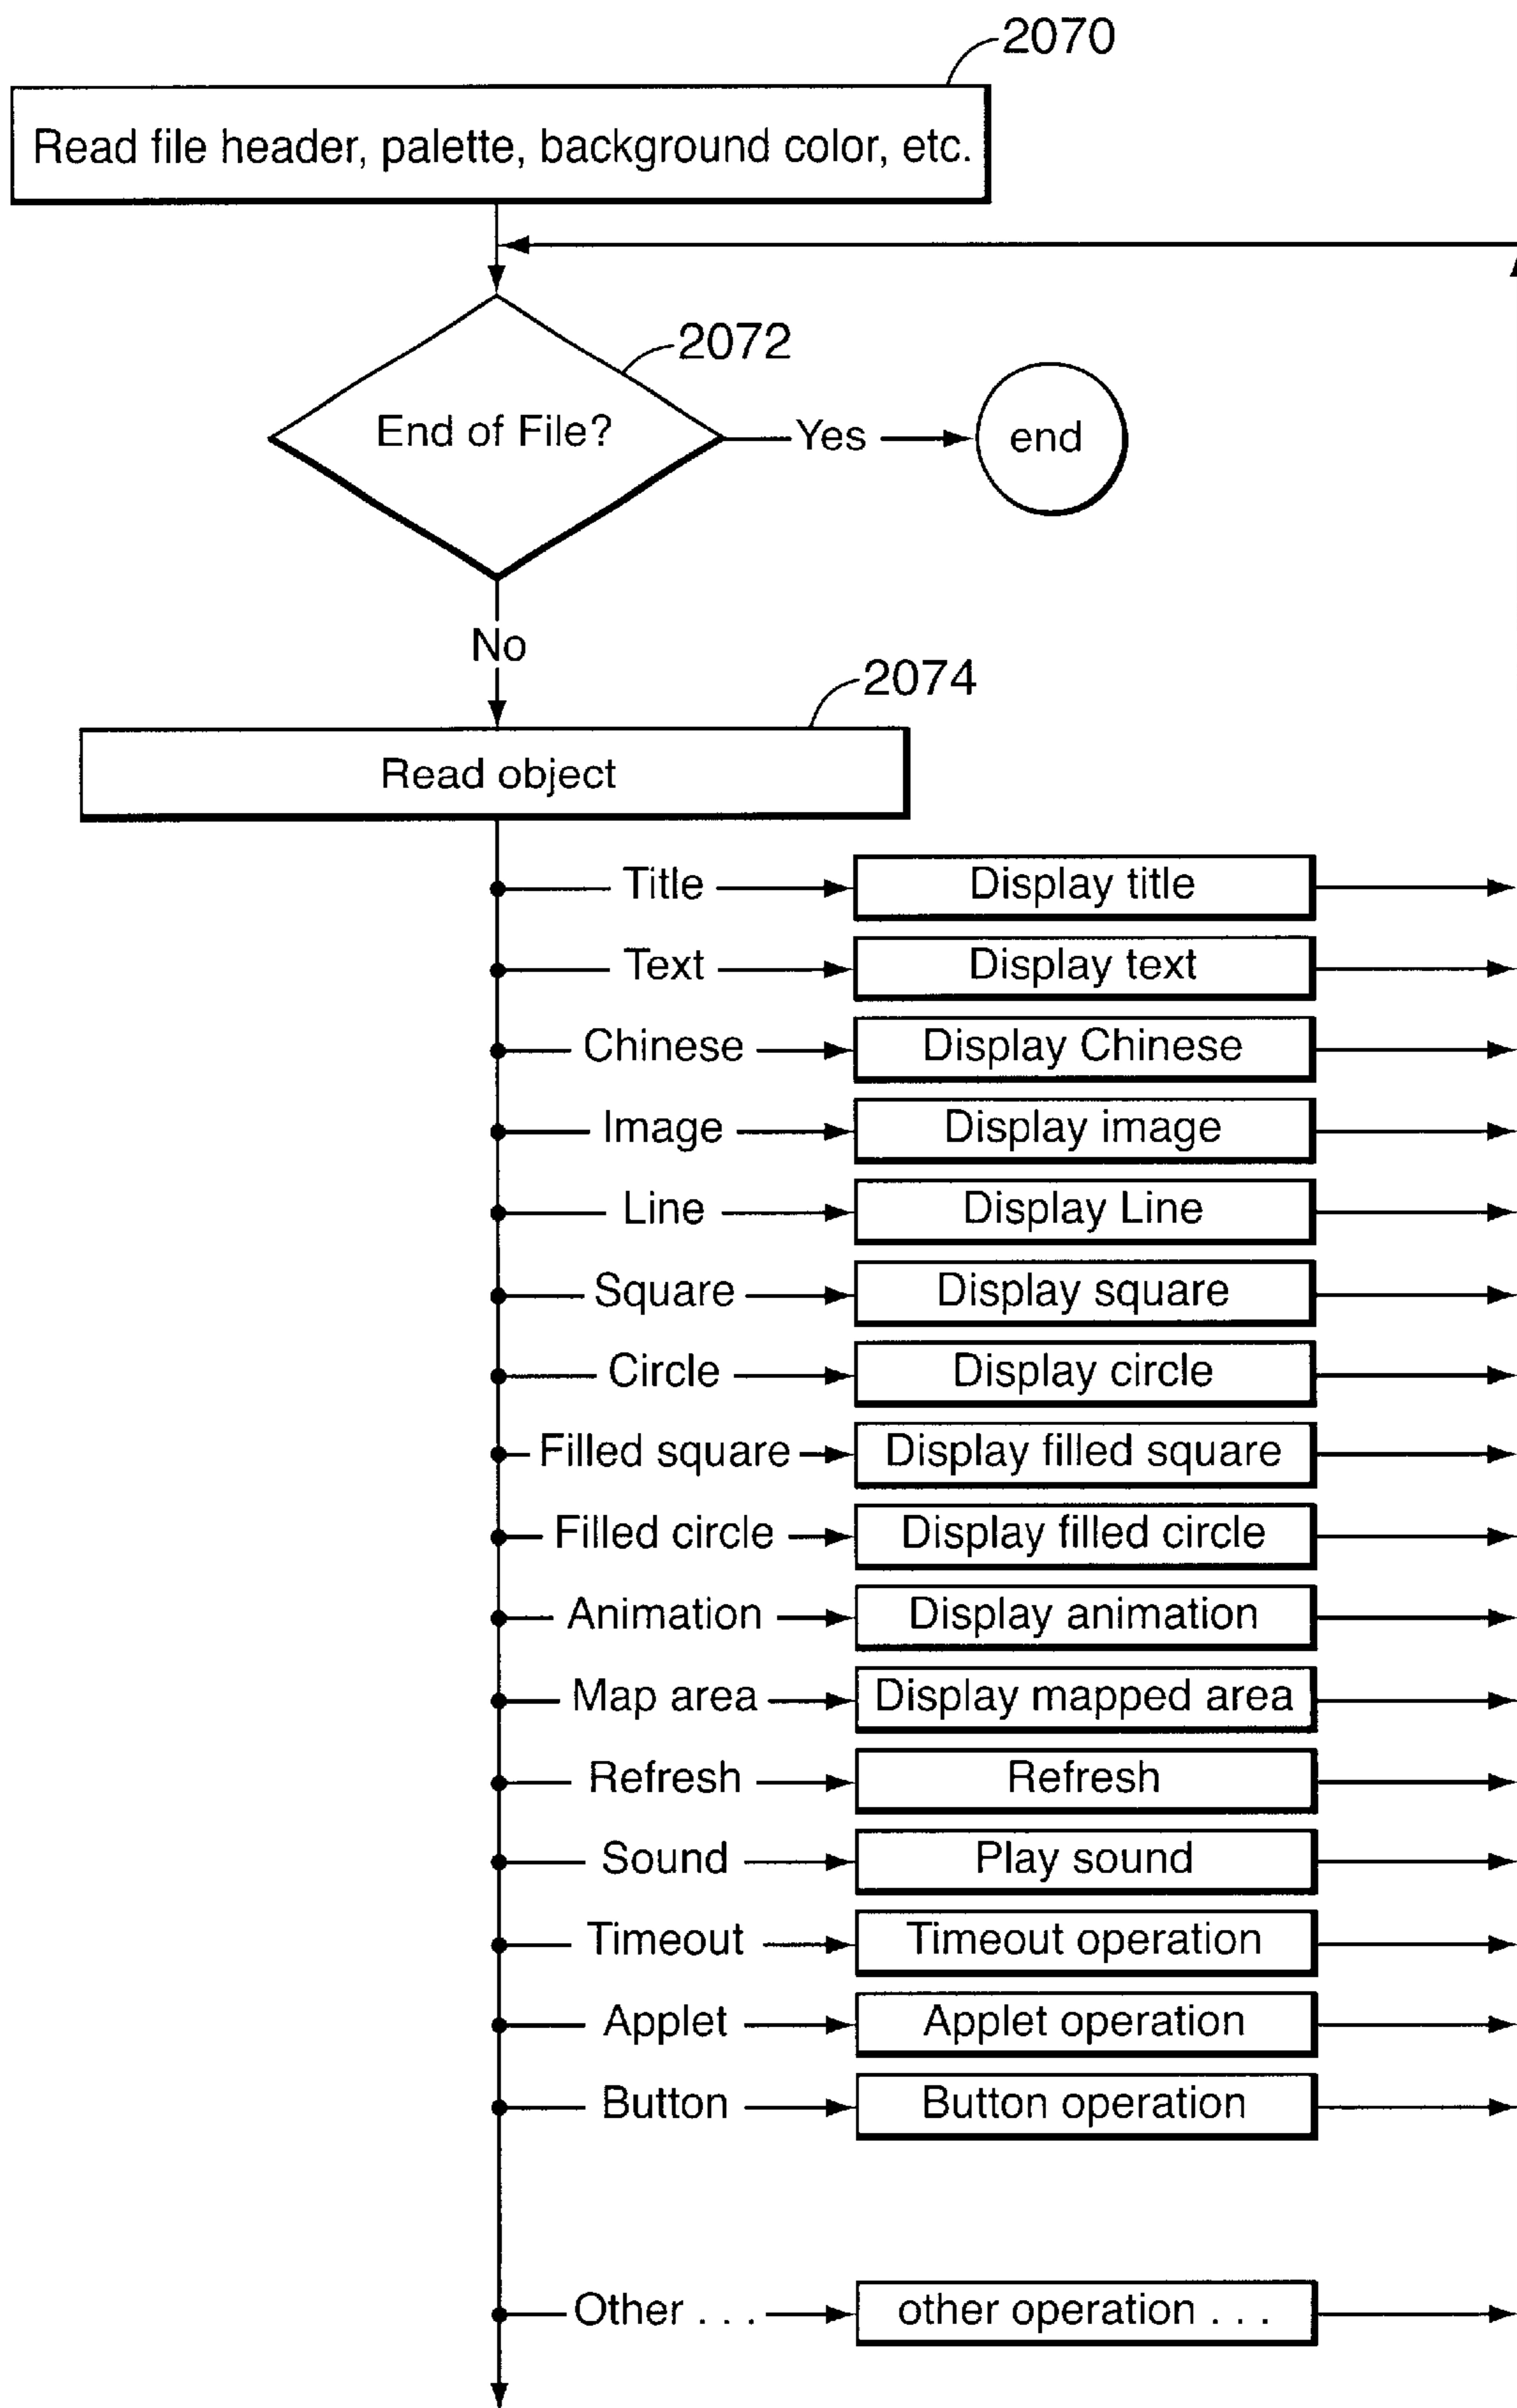 2070
Read file header, palette, background color, etc.
2072
End of File?
Yes
end
No
2074
Read object
Title
Display title
Text
Display text
Chinese
Display Chinese
Image
Display image
Line
Display Line
Square
Display square
Circle
Display circle
Filled square
Display filled square
Filled circle
Display filled circle
Animation
Display animation
Map area
Display mapped area
Refresh
Refresh
Sound
Play sound
Timeout
Timeout operation
Applet
Applet operation
Button
Button operation
Other . . .
other operation . . .